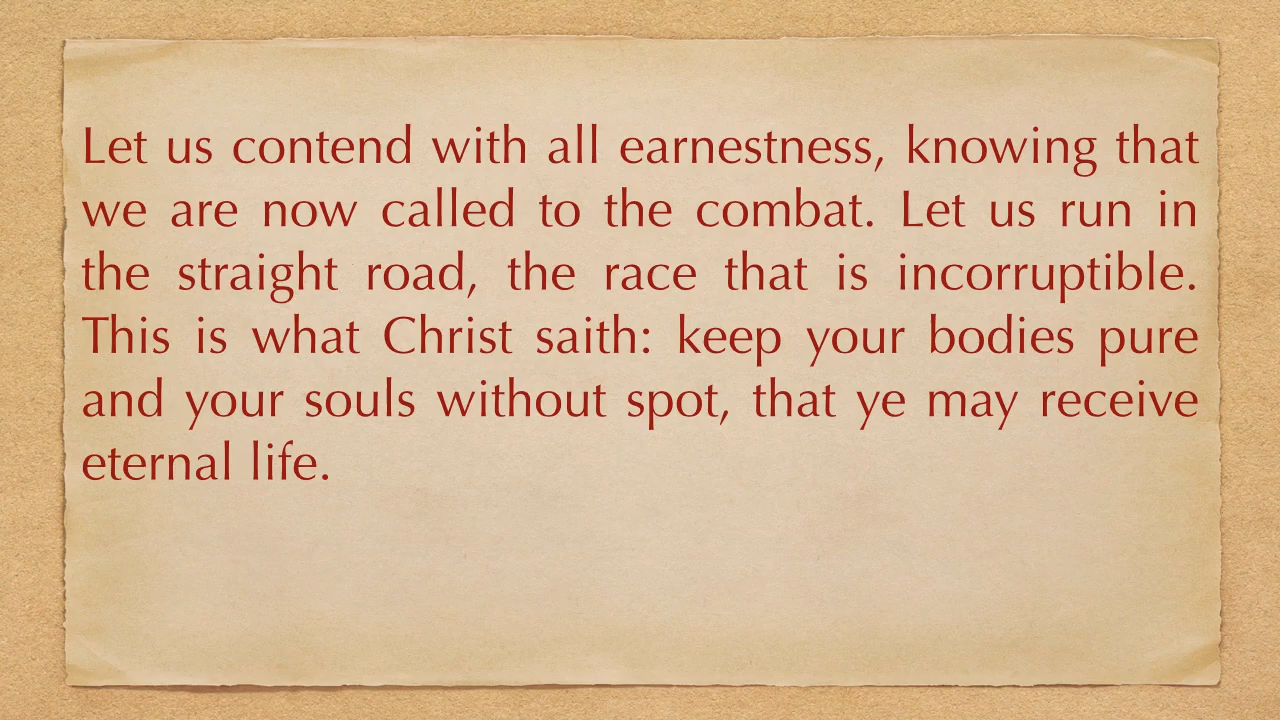 Let us contend with all earnestness, knowing that
we are now called to the combat. Let us run in
the straight road, the race that is incorruptible.
This is what Christ saith: keep your bodies pure
and your souls without spot, that ye may receive
eternal life.